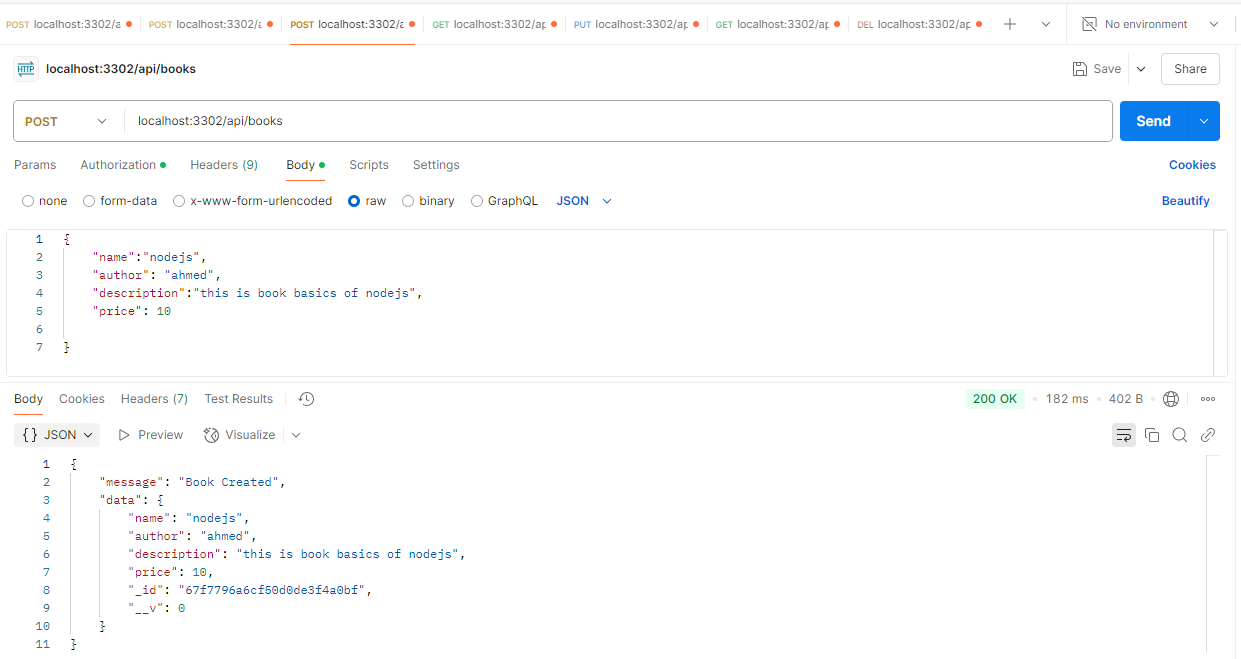 POST localhost:3302/a POST localhost:3302/a POST localhost:3302/a GET localhost:3302/ap PUT localhost:3302/ap GET localhost:3302/ap DEL localhost:3302/ap No environment
HTTP localhost:3302/api/books Save Share
POST localhost:3302/api/books Send
Params Authorization Headers (9) Body Scripts Settings Cookies
none form-data x-www-form-urlencoded raw binary GraphQL JSON Beautify
1 {
2 "name":"nodejs",
3 "author": "ahmed",
4 "description":"this is book basics of nodejs",
5 "price": 10
6
7 }
Body Cookies Headers (7) Test Results 200 OK • 182 ms • 402 B
{} JSON Preview Visualize
1 {
2 "message": "Book Created",
3 "data": {
4 "name": "nodejs",
5 "author": "ahmed",
6 "description": "this is book basics of nodejs",
7 "price": 10,
8 "_id": "67f7796a6cf50d0de3f4a0bf",
9 "__v": 0
10 }
11 }